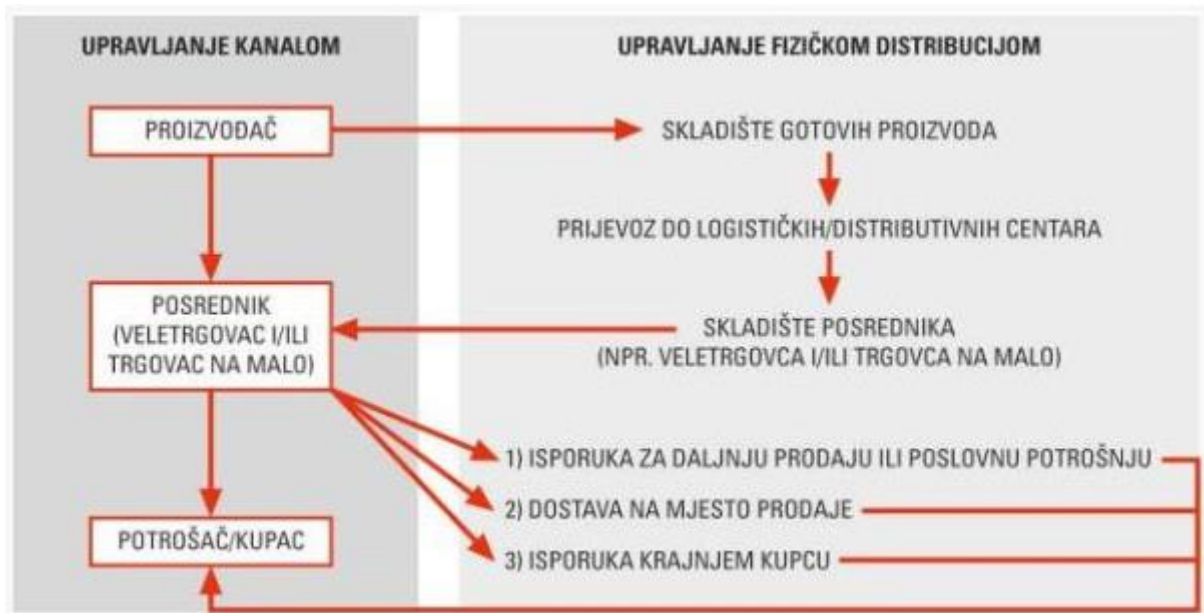 UPRAVLJANJE KANALOM
UPRAVLJANJE FIZIČKOM DISTRIBUCIJOM
PROIZVOĐAČ
SKLADIŠTE GOTOVIH PROIZVODA
PRIJEVOZ DO LOGISTIČKIH/DISTRIBUTIVNIH CENTARA
POSREDNIK
(VELETRGOVAC I/ILI
TRGOVAC NA MALO)
SKLADIŠTE POSREDNIKA
(NPR. VELETRGOVCA I/ILI TRGOVCA NA MALO)
1) ISPORUKA ZA DALJNJU PRODAJU ILI POSLOVNU POTROŠNJU
2) DOSTAVA NA MJESTO PRODAJE
3) ISPORUKA KRAJNJEM KUPCU
POTROŠAČ/KUPAC